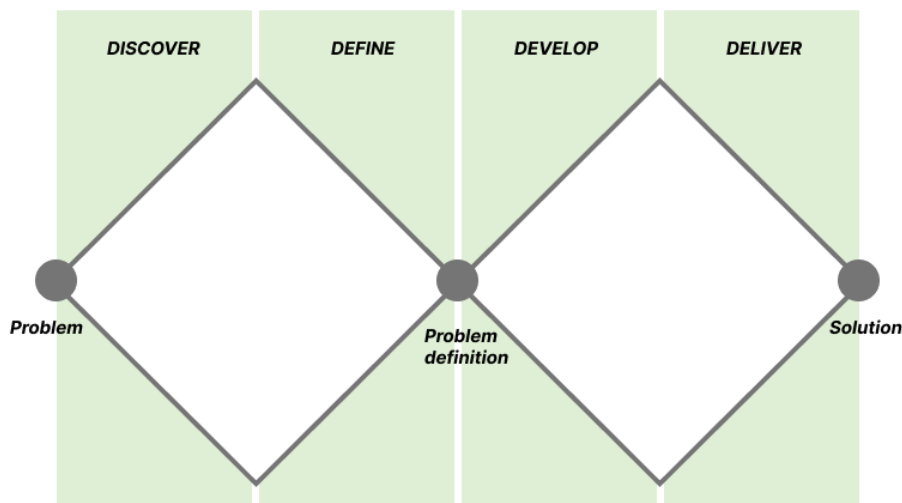 DISCOVER
DEFINE
DEVELOP
DELIVER
Problem
Problem
definition
Solution